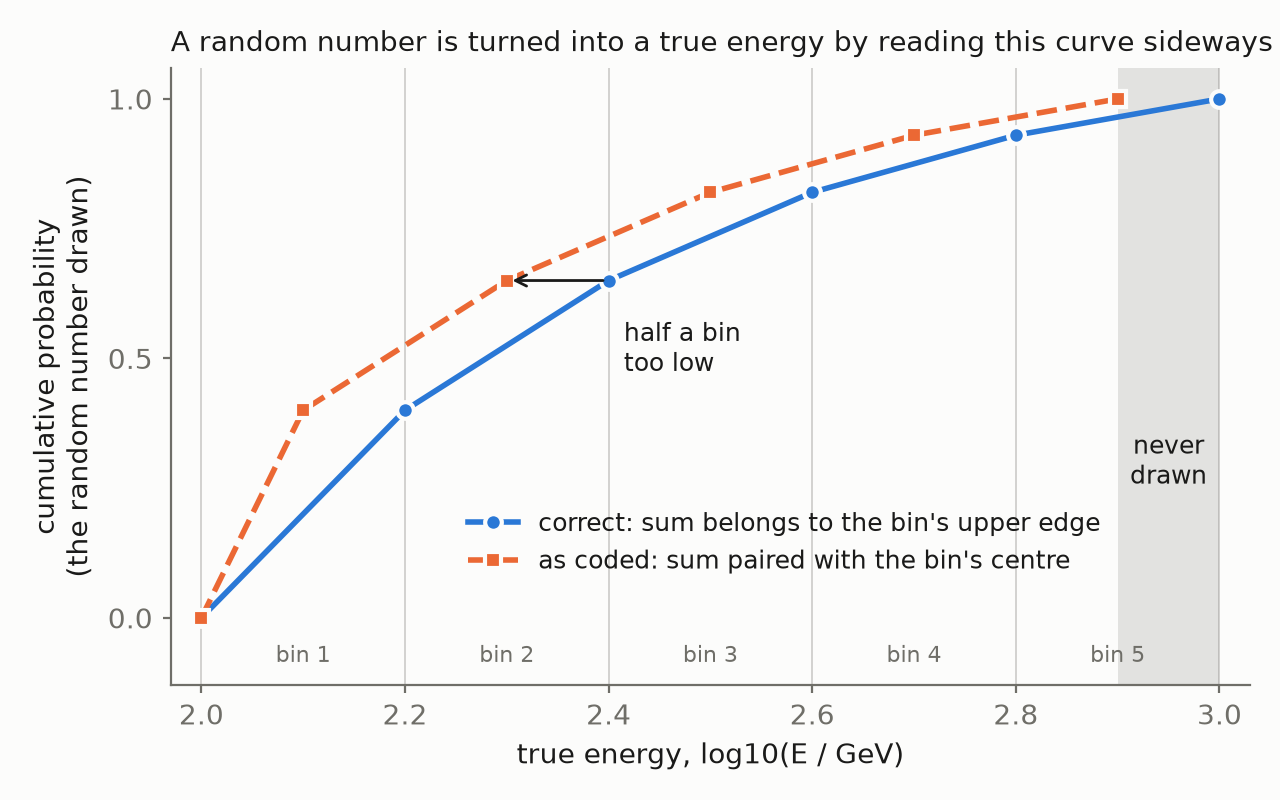 A random number is turned into a true energy by reading this curve sideways
cumulative probability
(the random number drawn)
1.0
0.5
0.0
half a bin
too low
never
drawn
correct: sum belongs to the bin's upper edge
as coded: sum paired with the bin's centre
bin 1
bin 2
bin 3
bin 4
bin 5
2.0
2.2
2.4
2.6
2.8
3.0
true energy, log10(E / GeV)